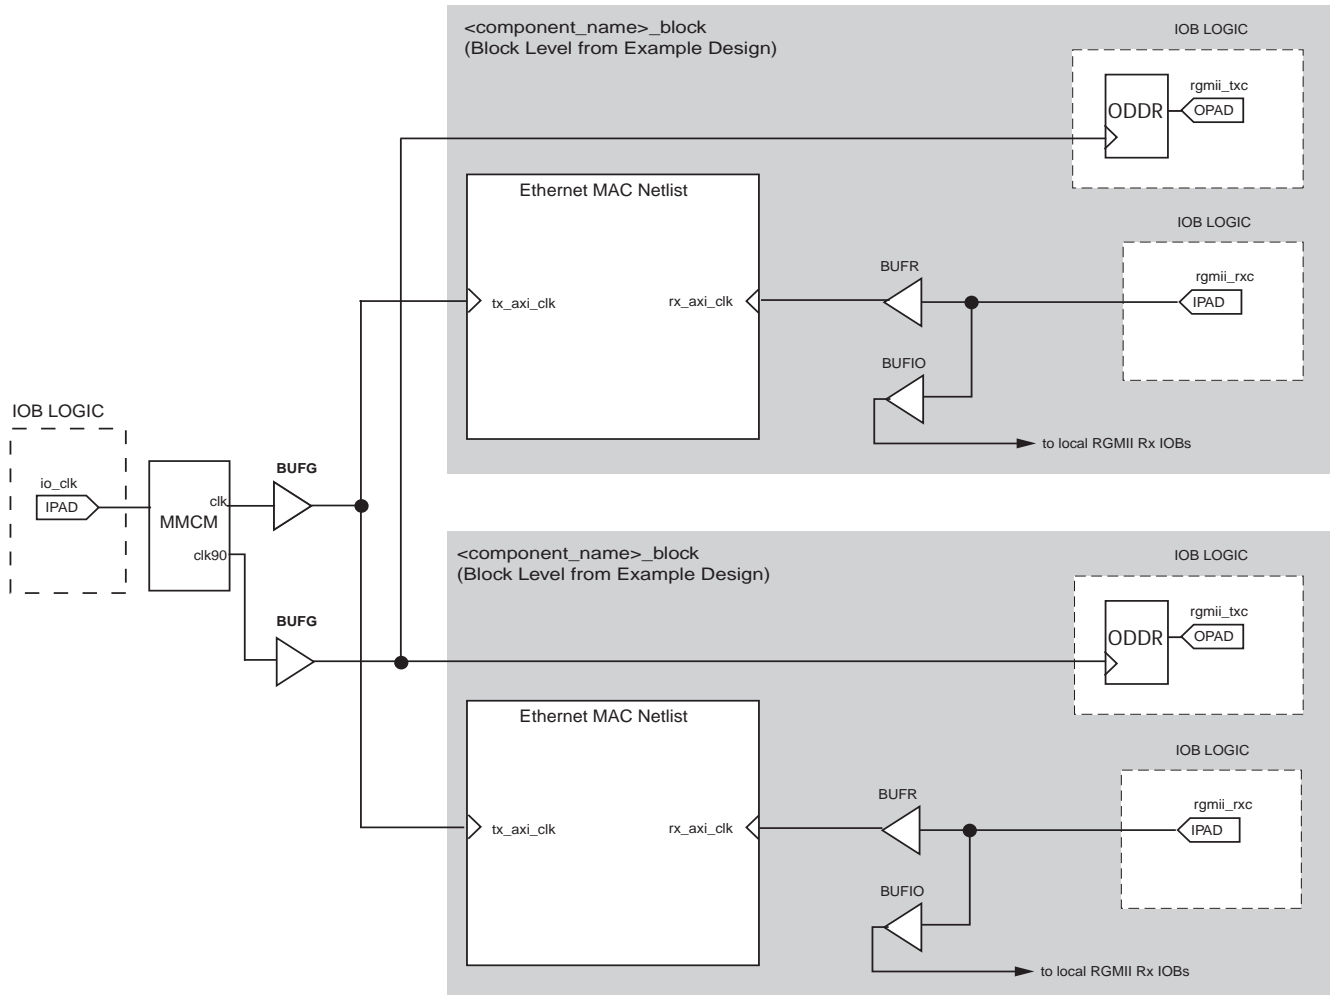 <component_name>_block
(Block Level from Example Design)
IOB LOGIC
rgmii_txc
ODDR
OPAD
Ethernet MAC Netlist
IOB LOGIC
BUFR
rgmii_rxc
tx_axi_clk
rx_axi_clk
IPAD
BUFIO
to local RGMII Rx IOBs
IOB LOGIC
io_clk
IPAD
MMCM
clk
clk90
BUFG
BUFG
<component_name>_block
(Block Level from Example Design)
IOB LOGIC
rgmii_txc
ODDR
OPAD
Ethernet MAC Netlist
IOB LOGIC
BUFR
rgmii_rxc
tx_axi_clk
rx_axi_clk
IPAD
BUFIO
to local RGMII Rx IOBs